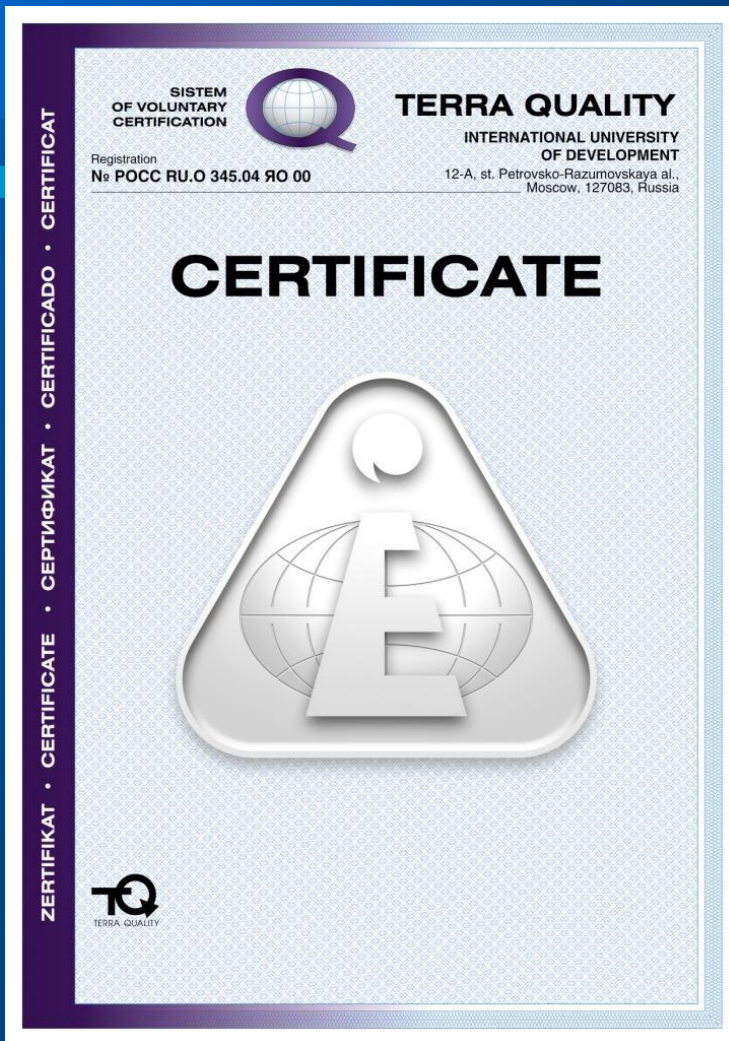 SISTEM
OF VOLUNTARY
CERTIFICATION
TERRA QUALITY
INTERNATIONAL UNIVERSITY
OF DEVELOPMENT
Registration
№ РОСС RU.О 345.04 ЯО 00
12-A, st. Petrovsko-Razumovskaya al.,
Moscow, 127083, Russia
CERTIFICATE
ZERTIFIKAT • CERTIFICATE • СЕРТИФИКАТ • CERTIFICADO • CERTIFICAT
TQ
TERRA QUALITY